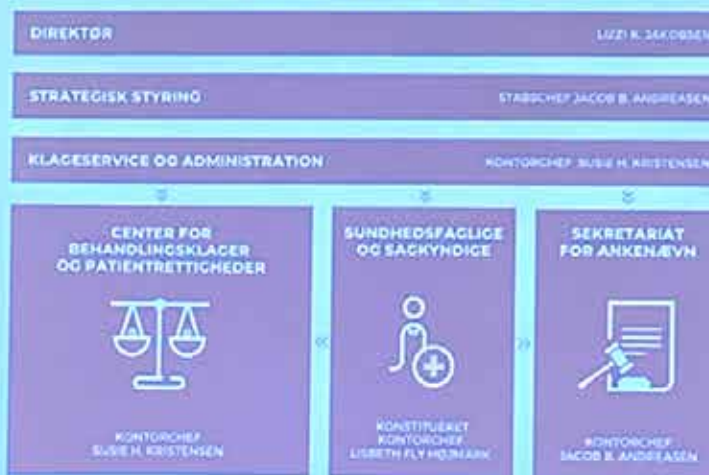 DIREKTØR
LIZZI K. JAKOBSEN
STRATEGISK STYRING
STABSCHEF JACOB B. ANDREASEN
KLAGESERVICE OG ADMINISTRATION
KONTORCHEF SUSIE H. KRISTENSEN
CENTER FOR
BEHANDLINGSKLAGER
OG PATIENTRETTIGHEDER
KONTORCHEF
SUSIE H. KRISTENSEN
SUNDHEDSFAGLIGE
OG SAGKYNDIGE
KONSTITUERET
KONTORCHEF
LISBETH FLY HØJMARK
SEKRETARIAT
FOR ANKENÆVN
KONTORCHEF
JACOB B. ANDREASEN